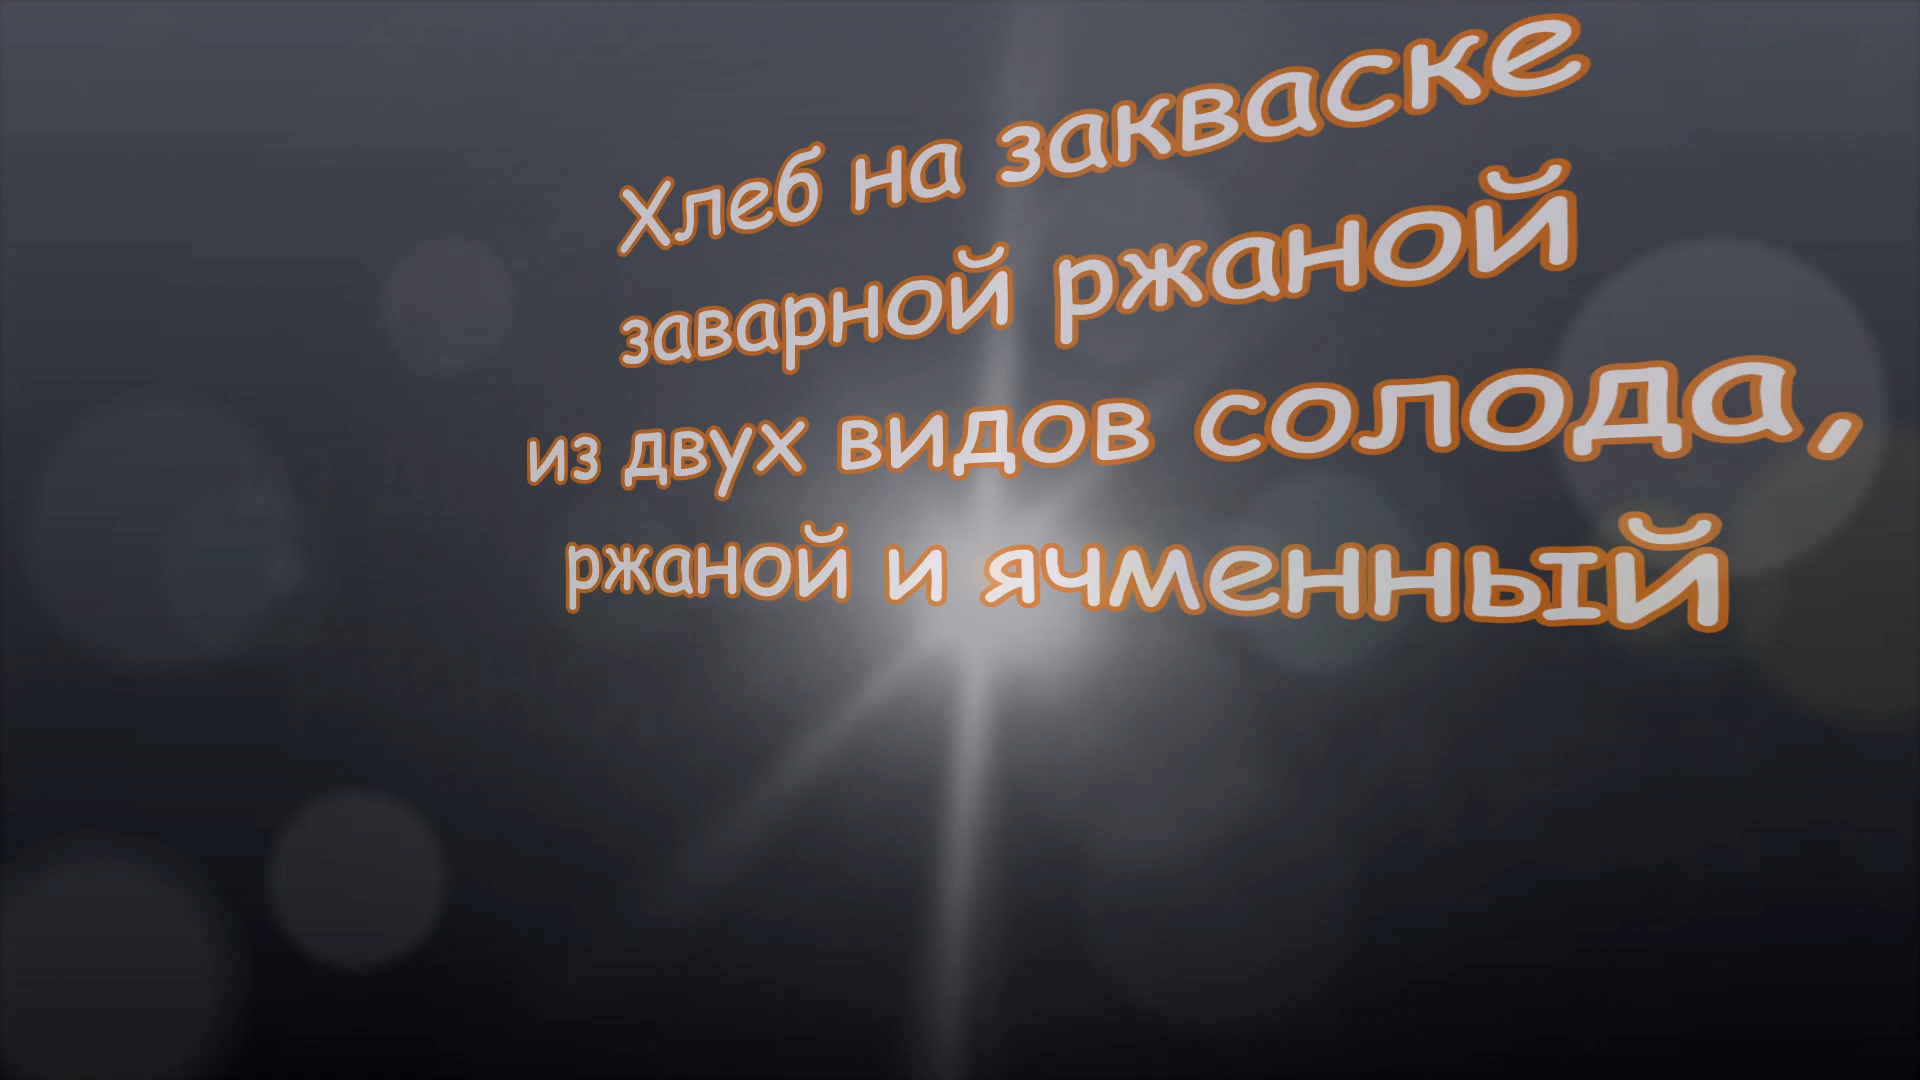 Хлеб на закваске
заварной ржаной
из двух видов солода,
ржаной и ячменный